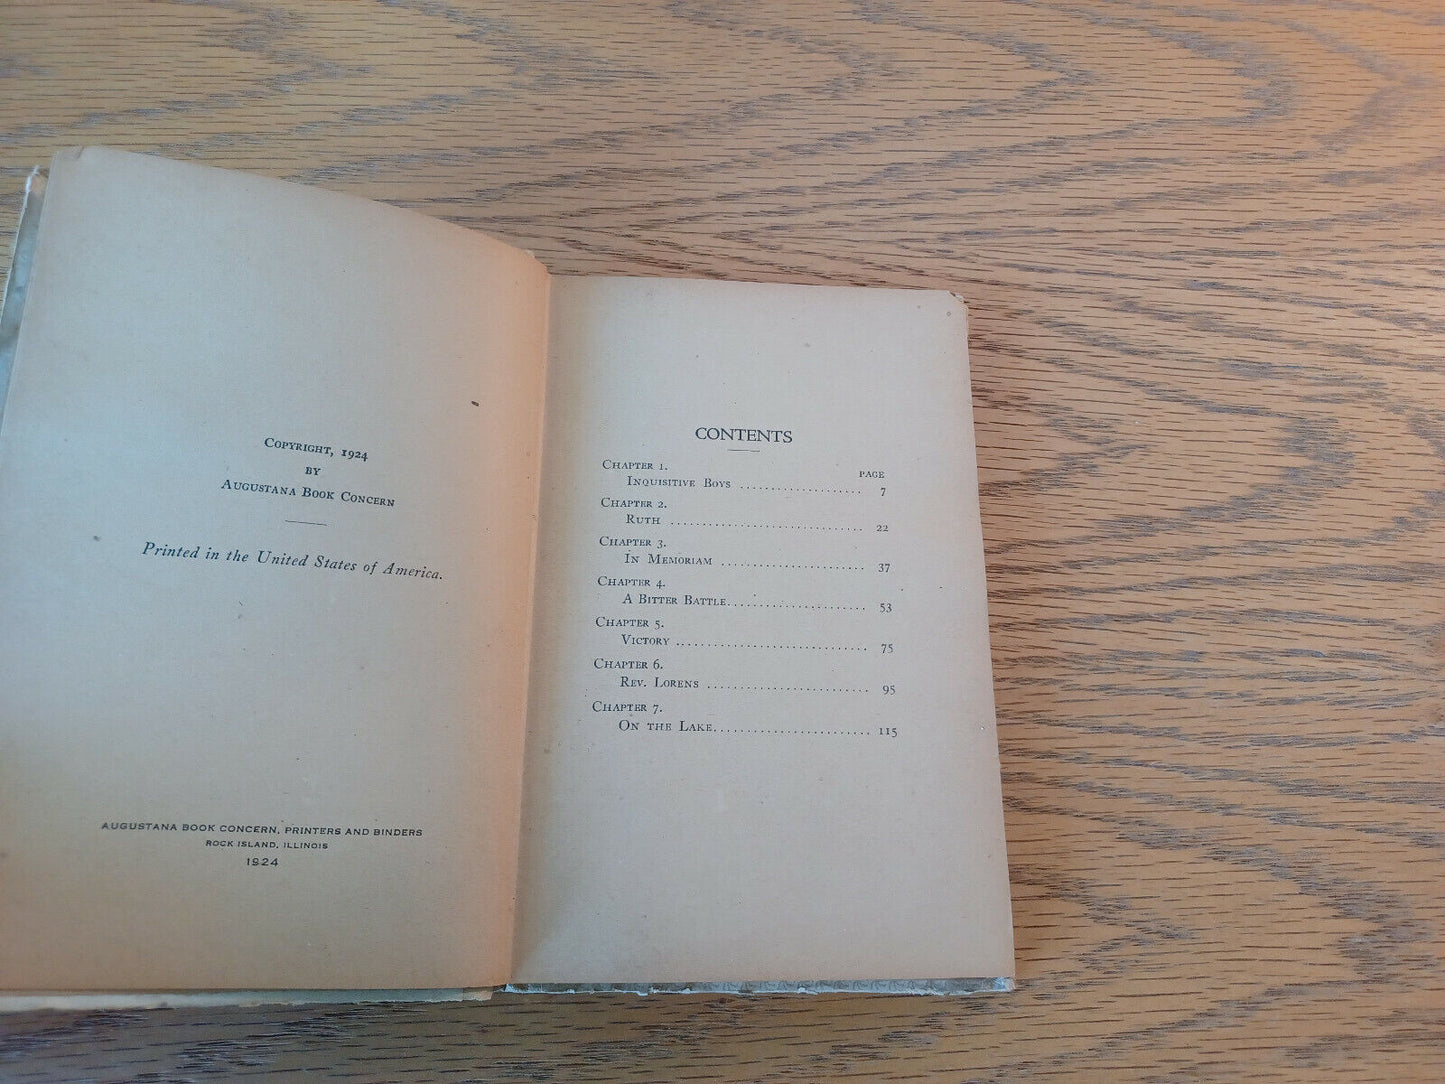 Copyright, 1924
by
Augustana Book Concern
Printed in the United States of America.
AUGUSTANA BOOK CONCERN, PRINTERS AND BINDERS
ROCK ISLAND, ILLINOIS
1924
CONTENTS
Chapter 1. PAGE
Inquisitive Boys .................... 7
Chapter 2.
Ruth .............................. 22
Chapter 3.
In Memoriam ...................... 37
Chapter 4.
A Bitter Battle...................... 53
Chapter 5.
Victory .............................. 75
Chapter 6.
Rev. Lorens ......................... 95
Chapter 7.
On the Lake........................ 115